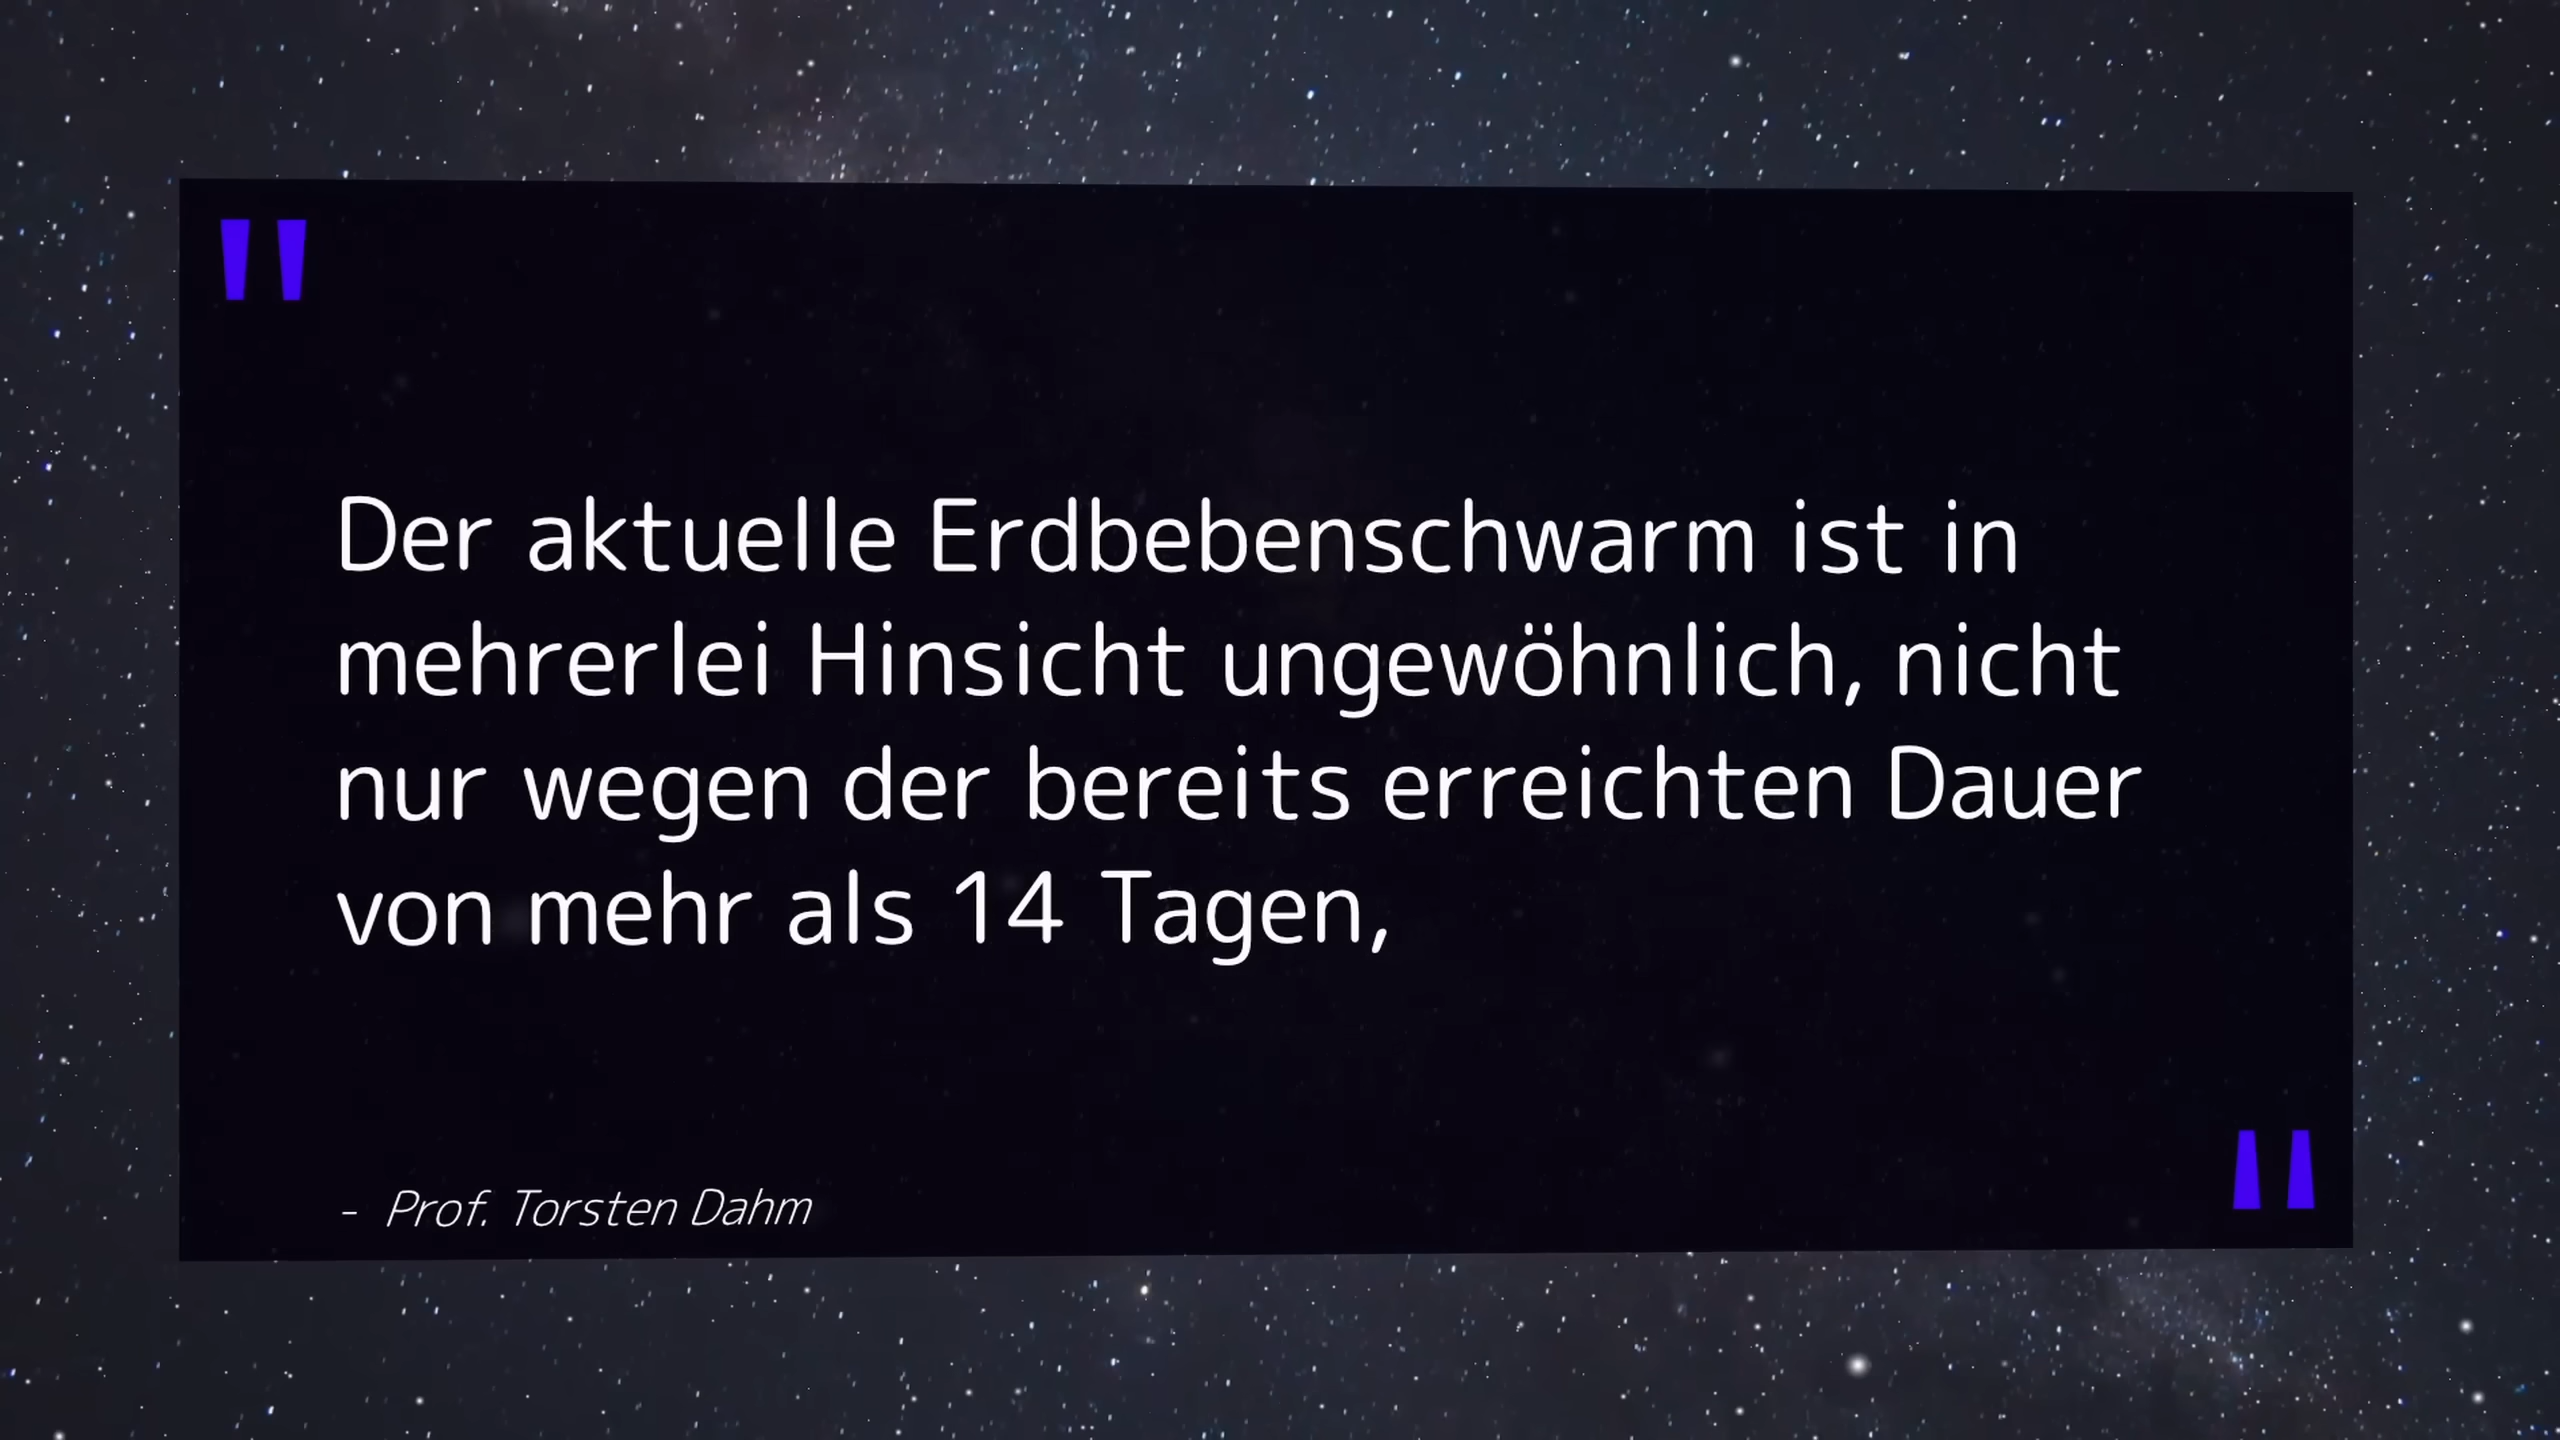 "
Der aktuelle Erdbebenschwarm ist in
mehrerlei Hinsicht ungewöhnlich, nicht
nur wegen der bereits erreichten Dauer
von mehr als 14 Tagen,
"
- Prof. Torsten Dahm